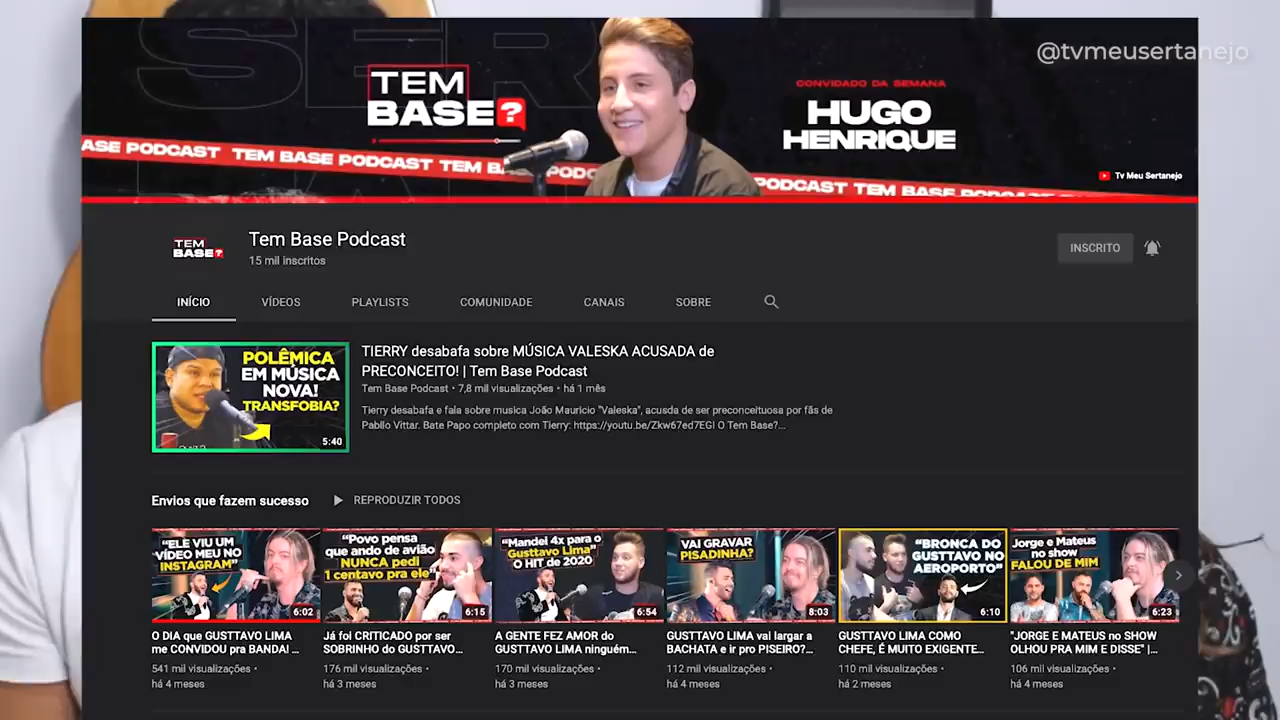 @tvmeusertanejo
TEM
BASE?
CONVIDADO DA SEMANA
HUGO
HENRIQUE
ASE PODCAST TEM BASE PODCAST TEM B
PODC
PODCAST TEM BASE PODCA
Tv Meu Sertanejo
TEM
BASE?
Tem Base Podcast
15 mil inscritos
INSCRITO
INÍCIO
VÍDEOS
PLAYLISTS
COMUNIDADE
CANAIS
SOBRE
POLÊMICA
EM MÚSICA
NOVA!
TRANSFOBIA?
5:40
TIERRY desabafa sobre MÚSICA VALESKA ACUSADA de
PRECONCEITO! | Tem Base Podcast
Tem Base Podcast • 7,8 mil visualizações • há 1 mês
Tierry desabafa e fala sobre musica João Mauricio "Valeska", acusda de ser preconceituosa por fãs de
Pabllo Vittar. Bate Papo completo com Tierry: https://youtu.be/Zkw67ed7EGI O Tem Base?...
Envios que fazem sucesso
REPRODUZIR TODOS
"ELE VIU UM
VÍDEO MEU NO
INSTAGRAM"
6:02
O DIA que GUSTTAVO LIMA
me CONVIDOU pra BANDA! ...
541 mil visualizações •
há 4 meses
"Povo pensa
que ando de avião
NUNCA pedi
1 centavo pra ele"
6:15
Já foi CRITICADO por ser
SOBRINHO do GUSTTAVO...
176 mil visualizações •
há 3 meses
"Mandei 4x para o
Gusttavo Lima"
O HIT de 2020
6:54
A GENTE FEZ AMOR do
GUSTTAVO LIMA ninguém...
170 mil visualizações •
há 3 meses
VAI GRAVAR
PISADINHA?
8:03
GUSTTAVO LIMA vai largar a
BACHATA e ir pro PISEIRO?...
112 mil visualizações •
há 4 meses
"BRONCA DO
GUSTTAVO NO
AEROPORTO"
6:10
GUSTTAVO LIMA COMO
CHEFE, É MUITO EXIGENTE...
110 mil visualizações •
há 2 meses
Jorge e Mateus
no show
FALOU DE MIM
6:23
"JORGE E MATEUS no SHOW
OLHOU PRA MIM E DISSE" |...
106 mil visualizações •
há 4 meses